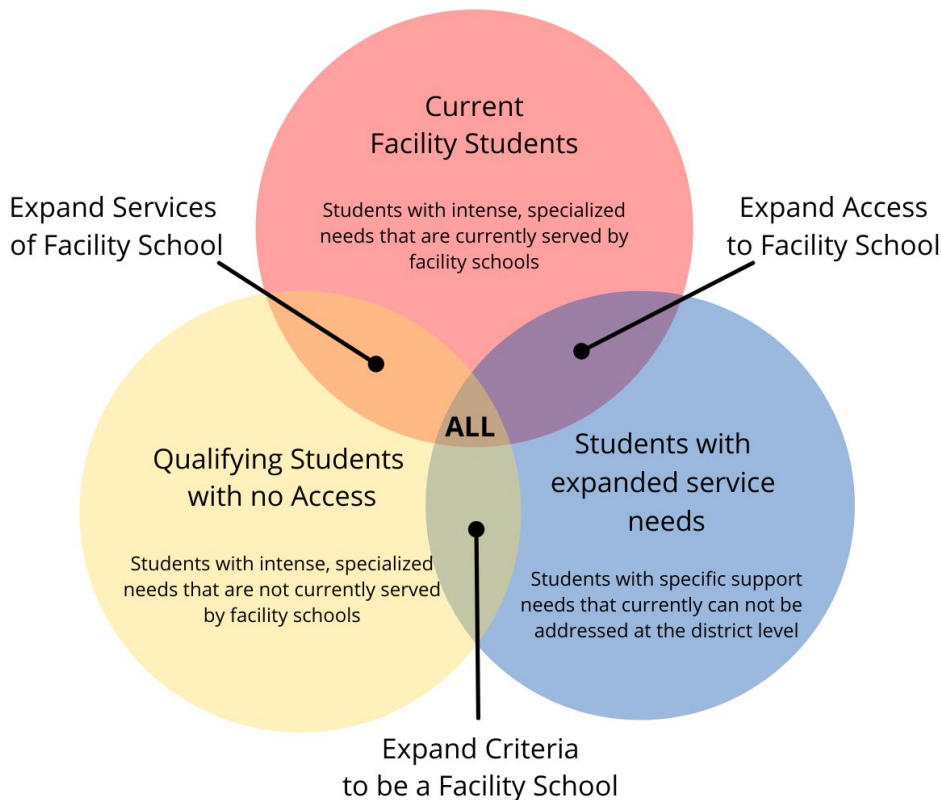 Current
Facility Students
Students with intense, specialized
needs that are currently served by
facility schools
Expand Services
of Facility School
Expand Access
to Facility School
ALL
Qualifying Students
with no Access
Students with intense, specialized
needs that are not currently served
by facility schools
Students with
expanded service
needs
Students with specific support
needs that currently can not be
addressed at the district level
Expand Criteria
to be a Facility School